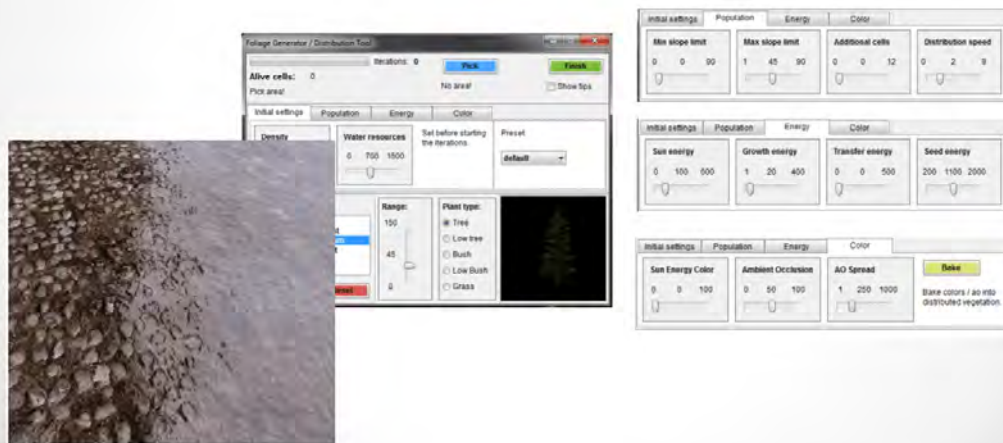 Foliage Generator / Distribution Tool
Iterations: 0
Pick
Finish
Alive cells: 0
No area!
Show tips
Pick area!
Initial settings Population Energy Color
Density
Water resources
0 700 1500
Set before starting
the iterations.
Preset
default
Range:
150
45
0
Plant type:
Tree
Low tree
Bush
Low Bush
Grass
Initial settings Population Energy Color
Min slope limit
0 0 90
Max slope limit
1 45 90
Additional cells
0 0 12
Distribution speed
0 2 8
Initial settings Population Energy Color
Sun energy
0 100 600
Growth energy
1 20 400
Transfer energy
0 0 500
Seed energy
200 1100 2000
Initial settings Population Energy Color
Sun Energy Color
0 0 100
Ambient Occlusion
0 50 100
AO Spread
1 250 1000
Bake
Bake colors / ao into
distributed vegetation.